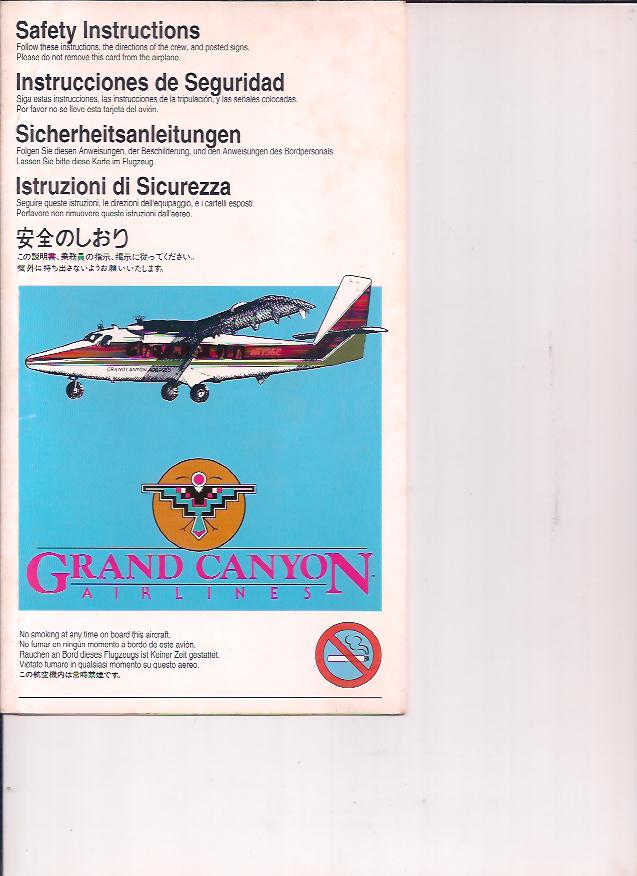 Safety Instructions
Follow these instructions, the directions of the crew, and posted signs.
Please do not remove this card from the airplane.
Instrucciones de Seguridad
Siga estas instrucciones, las instrucciones de la tripulación, y las señales colocadas.
Por favor no se lleve esta tarjeta del avión.
Sicherheitsanleitungen
Folgen Sie diesen Anweisungen, der Beschilderung, und den Anweisungen des Bordpersonals
Lassen Sie bitte diese Karte im Flugzeug.
Istruzioni di Sicurezza
Seguire queste istruzioni, le direzioni dell'equipaggio, e i cartelli esposti.
Perfavore non rimuovere queste istruzioni dall'aereo.
安全のしおり
この説明書、乗務員の指示、掲示に従ってください。
機外に持ち出さないようお願いいたします。
GRAND CANYON AIRLINES
GRAND CANYON
AIRLINES
No smoking at any time on board this aircraft.
No fumar en ningún momento a bordo de este avión.
Rauchen an Bord dieses Flugzeugs ist Keiner Zeit gestattet.
Vietato fumare in qualsiasi momento su questo aereo.
この航空機内は常時禁煙です。